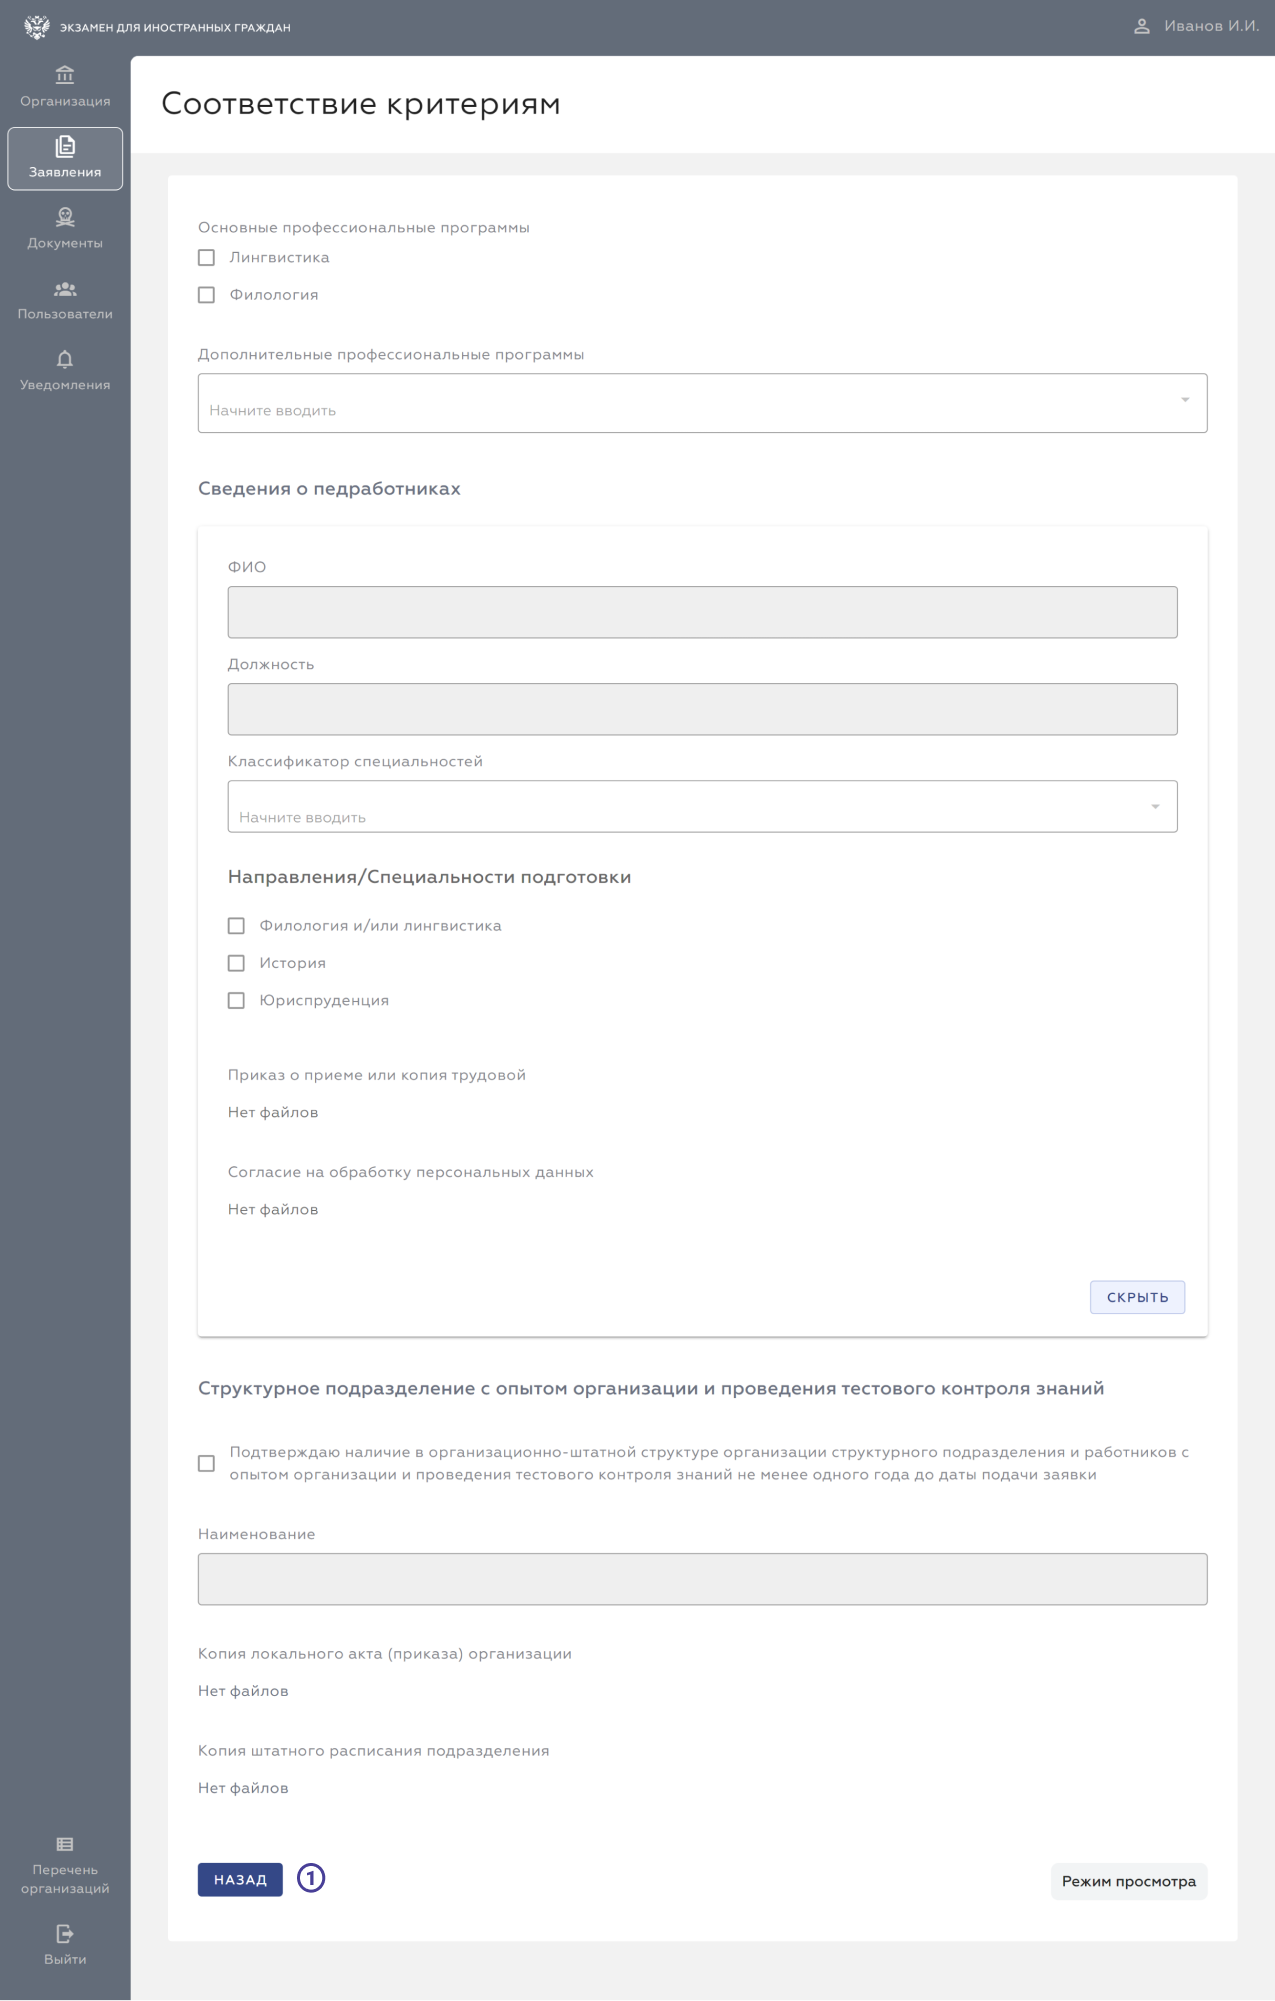 ЭКЗАМЕН ДЛЯ ИНОСТРАННЫХ ГРАЖДАН
Иванов И.И.
Организация
Заявления
Документы
Пользователи
Уведомления
Соответствие критериям
Основные профессиональные программы
Лингвистика
Филология
Дополнительные профессиональные программы
Начните вводить
Сведения о педработниках
ФИО
Должность
Классификатор специальностей
Начните вводить
Направления/Специальности подготовки
Филология и/или лингвистика
История
Юриспруденция
Приказ о приеме или копия трудовой
Нет файлов
Согласие на обработку персональных данных
Нет файлов
СКРЫТЬ
Структурное подразделение с опытом организации и проведения тестового контроля знаний
Подтверждаю наличие в организационно-штатной структуре организации структурного подразделения и работников с
опытом организации и проведения тестового контроля знаний не менее одного года до даты подачи заявки
Наименование
Копия локального акта (приказа) организации
Нет файлов
Копия штатного расписания подразделения
Нет файлов
НАЗАД
1
Режим просмотра
Перечень
организаций
Выйти